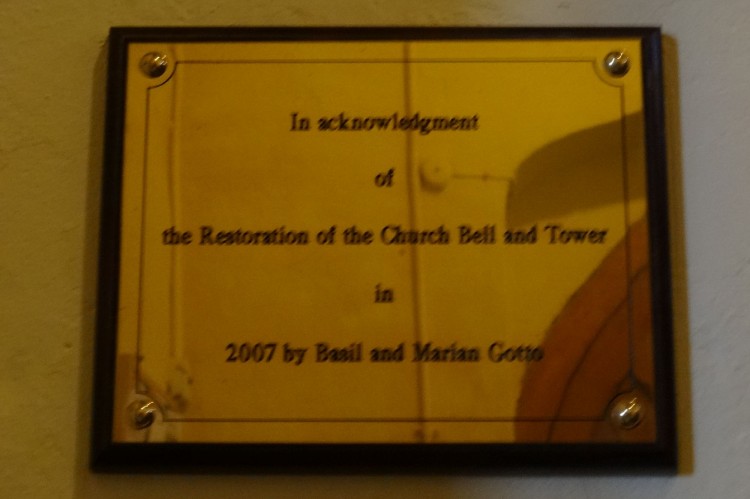 In acknowledgment
of
the Restoration of the Church Bell and Tower
in
2007 by Basil and Marian Gotto